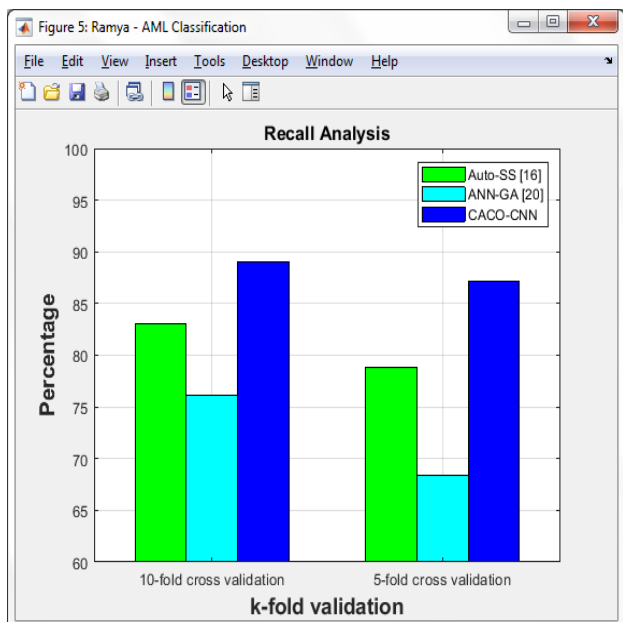 Figure 5: Ramya - AML Classification
File Edit View Insert Tools Desktop Window Help
Recall Analysis
100
95
90
85
80
75
70
65
60
Percentage
Auto-SS [16]
ANN-GA [20]
CACO-CNN
10-fold cross validation
5-fold cross validation
k-fold validation